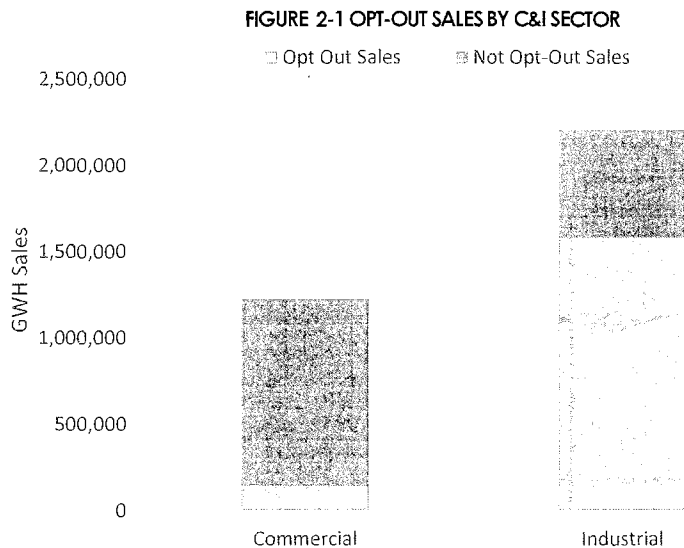 FIGURE 2-1 OPT-OUT SALES BY C&I SECTOR
Opt Out Sales Not Opt-Out Sales
2,500,000
2,000,000
1,500,000
1,000,000
500,000
0
GWH Sales
Commercial Industrial